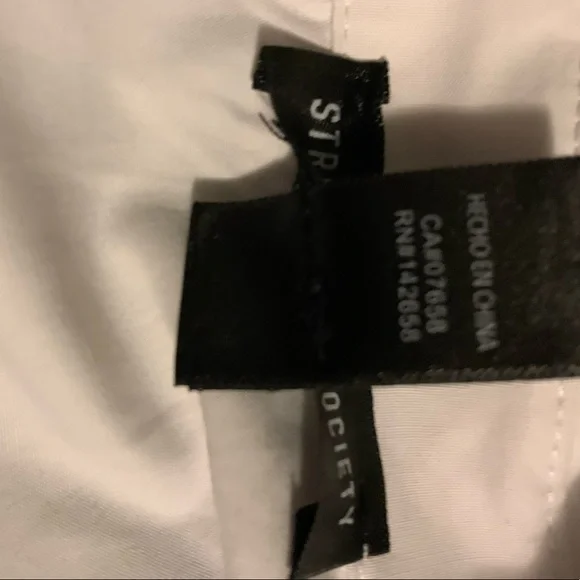 STR
OCIETY
HECHO EN CHINA
CA#07658
RN#142658